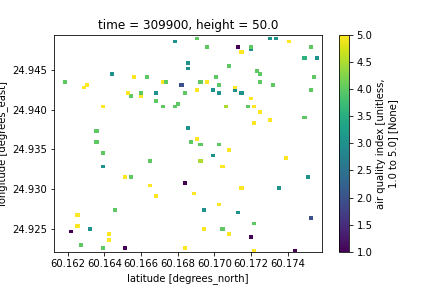 time = 309900, height = 50.0
24.945
24.940
24.935
24.930
24.925
longitude [degrees_east]
60.162 60.164 60.166 60.168 60.170 60.172 60.174
latitude [degrees_north]
5.0
4.5
4.0
3.5
3.0
2.5
2.0
1.5
1.0
air quality index [unitless,
1.0 to 5.0] [None]